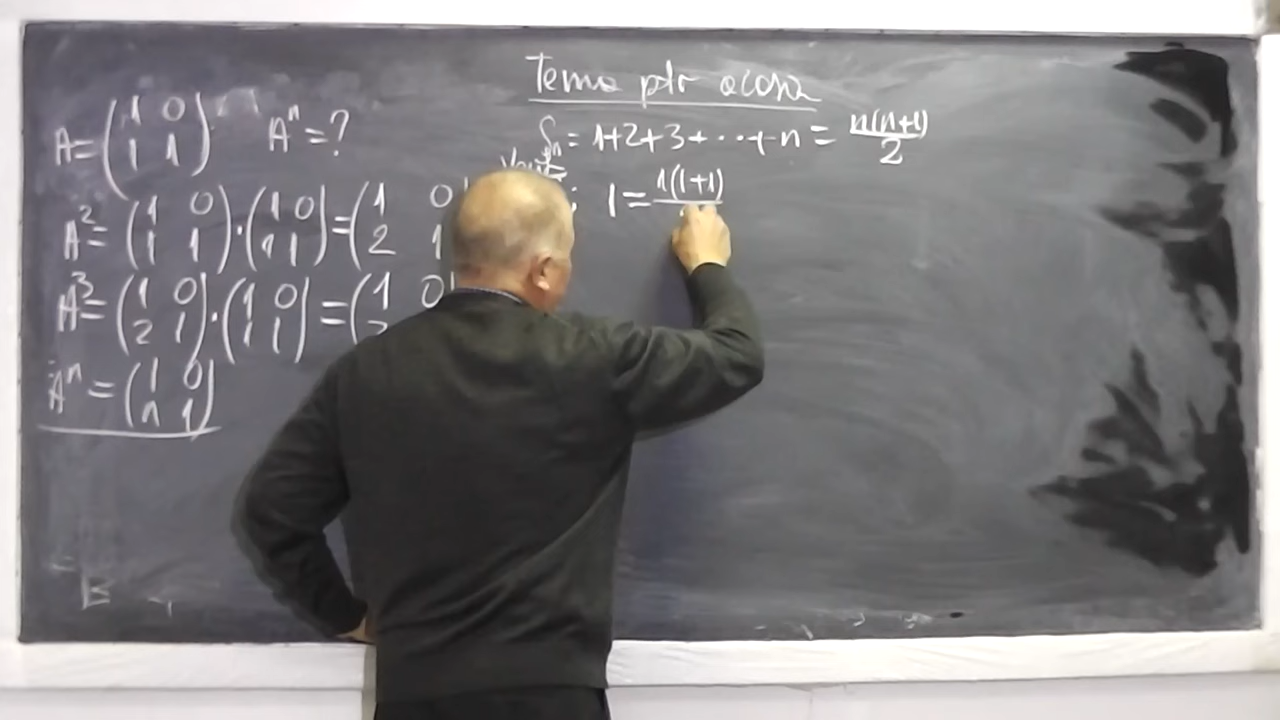 A=(1 0
1 1) Aⁿ=?
A²=(1 0
1 1)·(1 0
1 1)=(1 0
2 1
A³=(1 0
2 1)·(1 0
1 1)=(1 0
Aⁿ=(1 0
n 1)
Tema ptr acasa
Sn=1+2+3+...+n=n(n+1)/2
: 1=1(1+1)